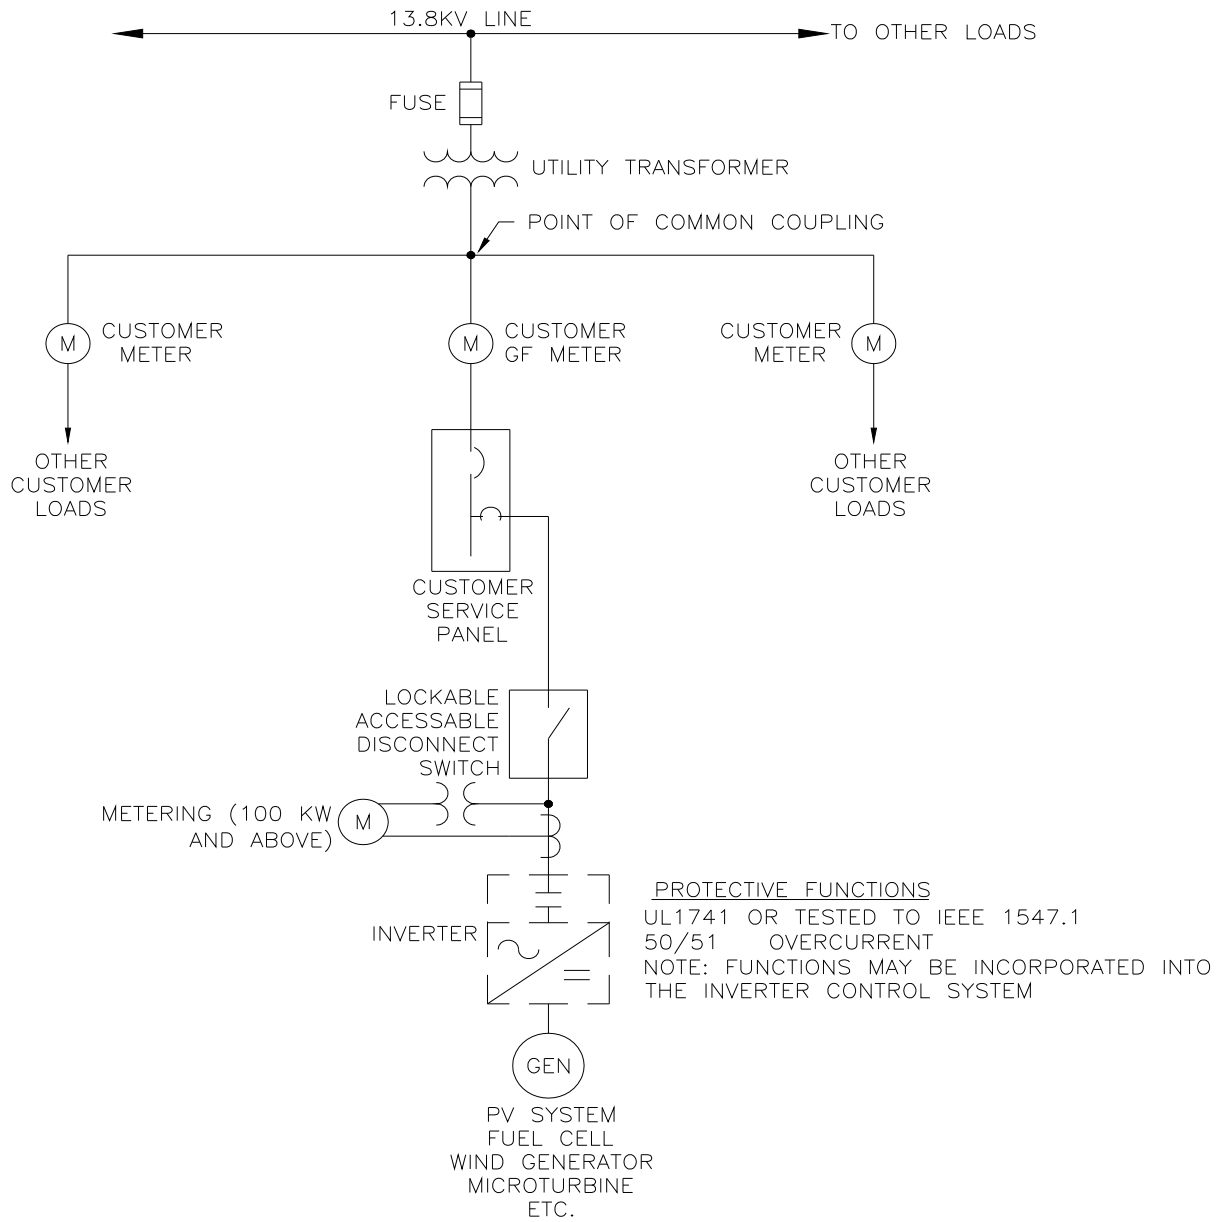 13.8KV LINE
TO OTHER LOADS
FUSE
UTILITY TRANSFORMER
POINT OF COMMON COUPLING
M
CUSTOMER
METER
M
CUSTOMER
GF METER
CUSTOMER
METER
M
OTHER
CUSTOMER
LOADS
OTHER
CUSTOMER
LOADS
CUSTOMER
SERVICE
PANEL
LOCKABLE
ACCESSABLE
DISCONNECT
SWITCH
METERING (100 KW
AND ABOVE)
M
INVERTER
PROTECTIVE FUNCTIONS
UL1741 OR TESTED TO IEEE 1547.1
50/51 OVERCURRENT
NOTE: FUNCTIONS MAY BE INCORPORATED INTO
THE INVERTER CONTROL SYSTEM
GEN
PV SYSTEM
FUEL CELL
WIND GENERATOR
MICROTURBINE
ETC.